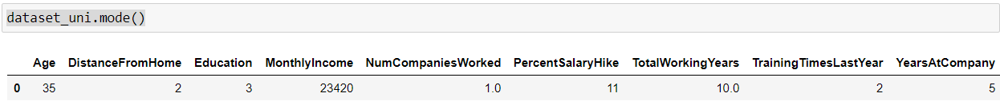 dataset_uni.mode()
Age DistanceFromHome Education MonthlyIncome NumCompaniesWorked PercentSalaryHike TotalWorkingYears TrainingTimesLastYear YearsAtCompany
0 35 2 3 23420 1.0 11 10.0 2 5